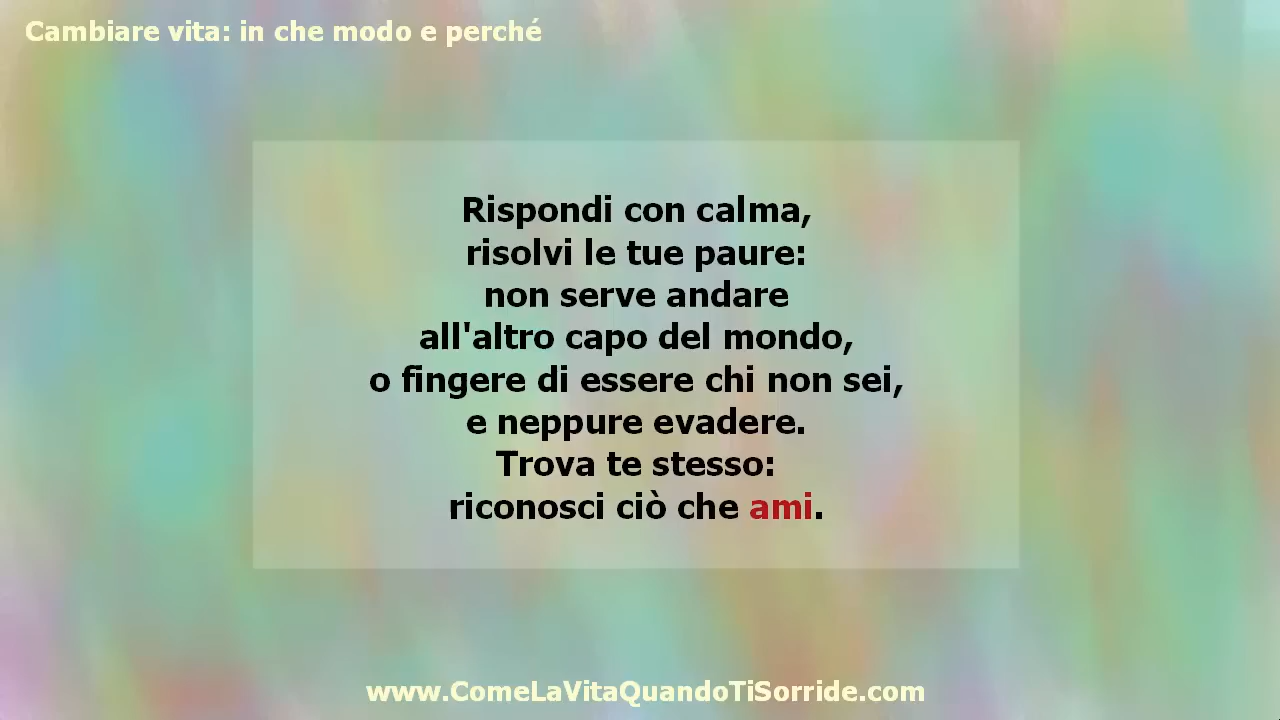 Cambiare vita: in che modo e perché
Rispondi con calma,
risolvi le tue paure:
non serve andare
all'altro capo del mondo,
o fingere di essere chi non sei,
e neppure evadere.
Trova te stesso:
riconosci ciò che ami.
www.ComeLaVitaQuandoTiSorride.com